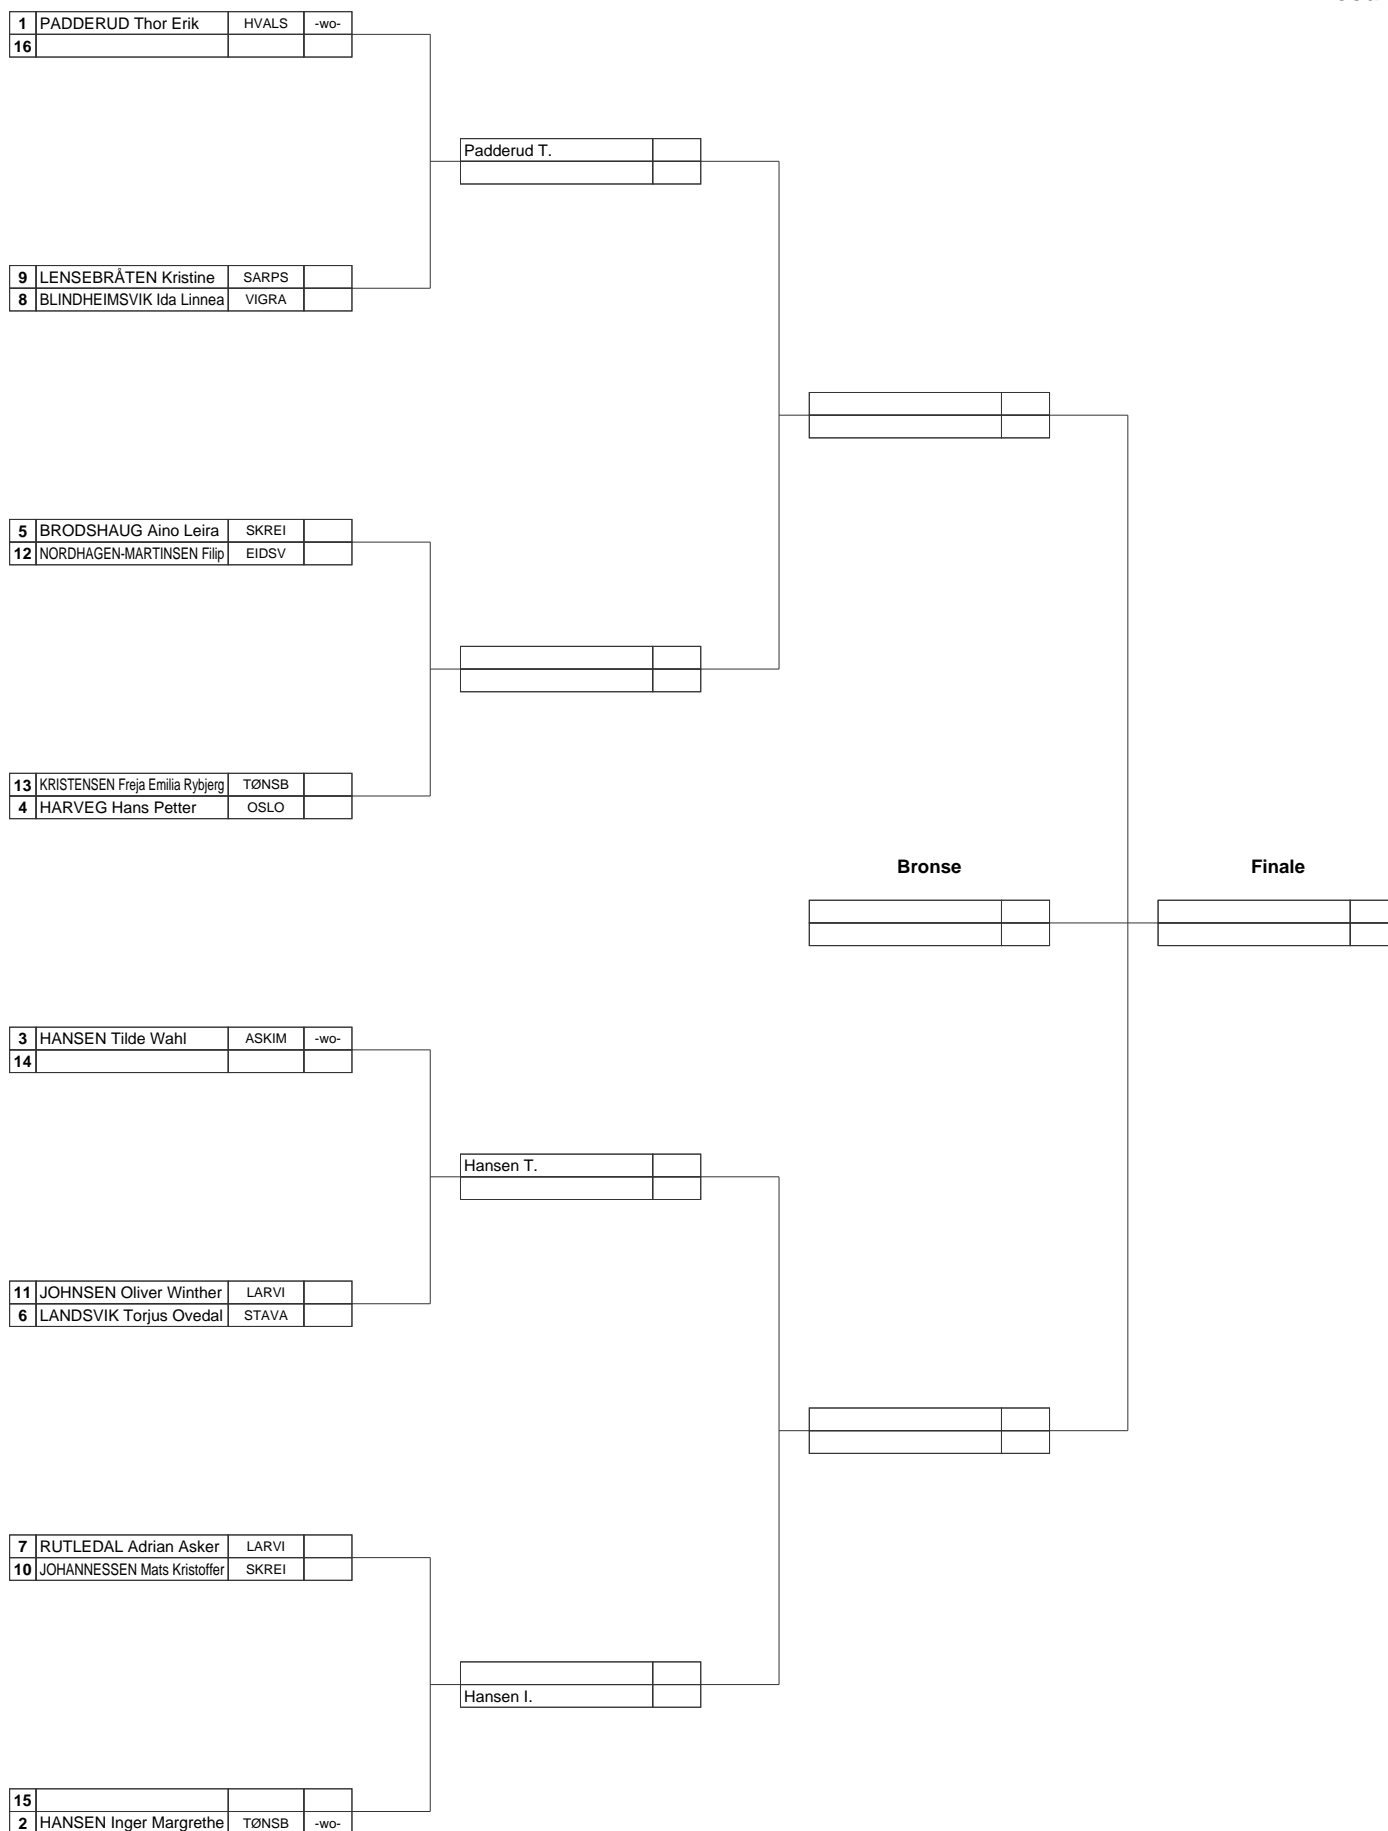 1 PADDERUD Thor Erik HVALS -wo-
16
Padderud T.
9 LENSEBRÅTEN Kristine SARPS
8 BLINDHEIMSVIK Ida Linnea VIGRA
5 BRODSHAUG Aino Leira SKREI
12 NORDHAGEN-MARTINSEN Filip EIDSV
13 KRISTENSEN Freja Emilia Rybjerg TØNSB
4 HARVEG Hans Petter OSLO
Bronse Finale
3 HANSEN Tilde Wahl ASKIM -wo-
14
Hansen T.
11 JOHNSEN Oliver Winther LARVI
6 LANDSVIK Torjus Ovedal STAVA
7 RUTLEDAL Adrian Asker LARVI
10 JOHANNESSEN Mats Kristoffer SKREI
Hansen I.
15
2 HANSEN Inger Margrethe TØNSB -wo-